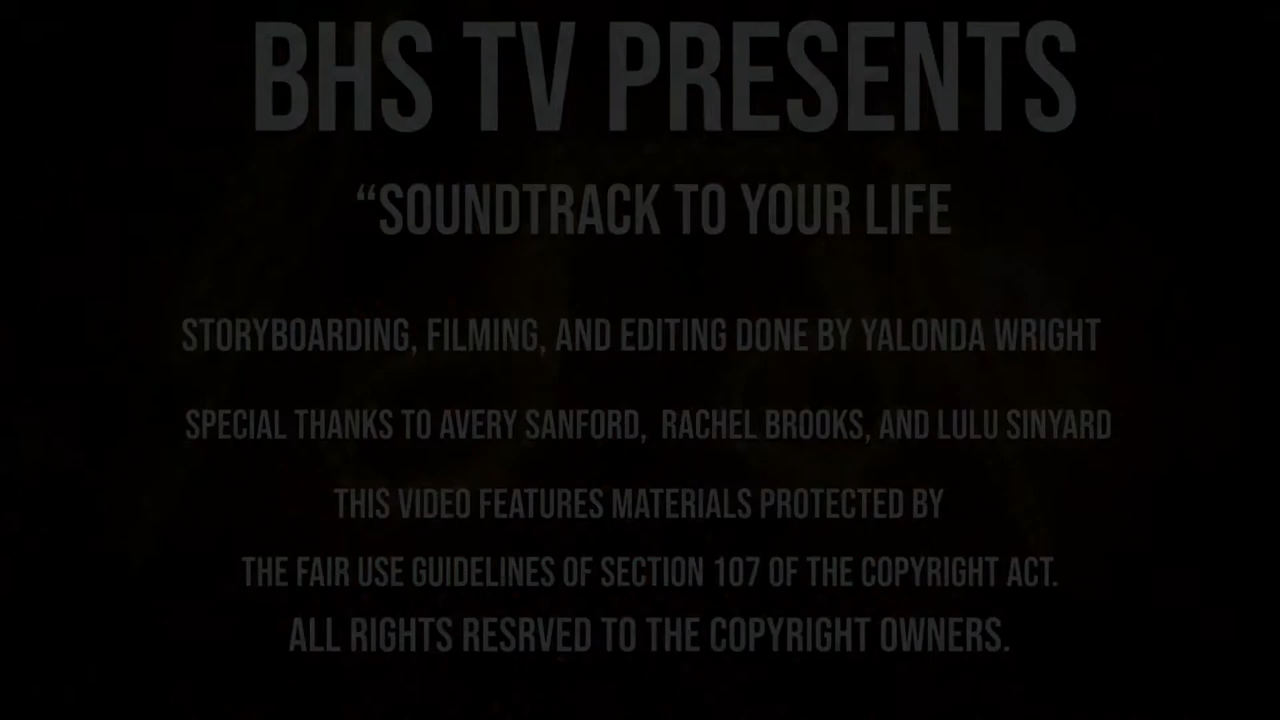 BHS TV PRESENTS
“SOUNDTRACK TO YOUR LIFE
STORYBOARDING, FILMING, AND EDITING DONE BY YALONDA WRIGHT
SPECIAL THANKS TO AVERY SANFORD, RACHEL BROOKS, AND LULU SINYARD
THIS VIDEO FEATURES MATERIALS PROTECTED BY
THE FAIR USE GUIDELINES OF SECTION 107 OF THE COPYRIGHT ACT.
ALL RIGHTS RESRVED TO THE COPYRIGHT OWNERS.